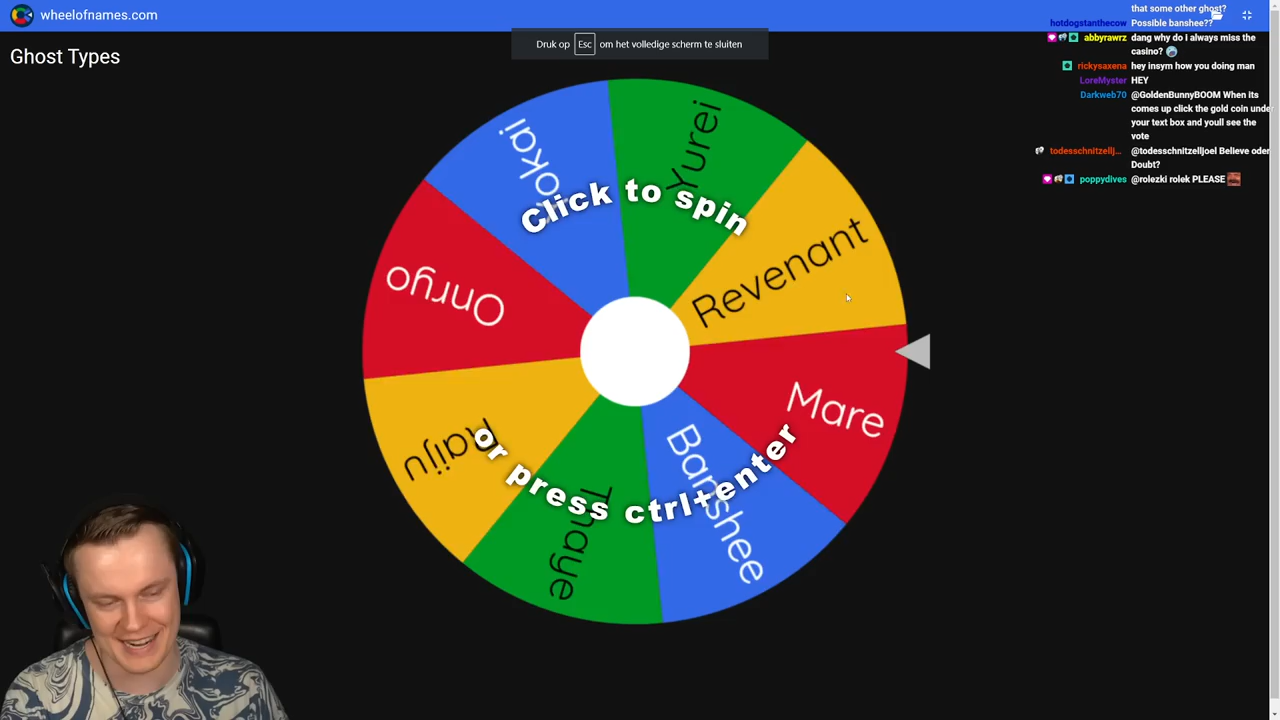 wheelofnames.com
Ghost Types
Druk op Esc om het volledige scherm te sluiten
that some other ghost?
hotdogstanthecow Possible banshee??
abbyrawrz dang why do i always miss the
casino?
rickysaxena hey insym how you doing man
LoreMyster HEY
Darkweb70 @GoldenBunnyBOOM When its
comes up click the gold coin under
your text box and youll see the
vote
todesschnitzellj... @todesschnitzelljoel Believe oder
Doubt?
poppydives @rolezki rolek PLEASE
Yokai
Yurei
Click to spin
Revenant
Onryo
Mare
Raiju
Thaye
Banshee
or press ctrl+enter